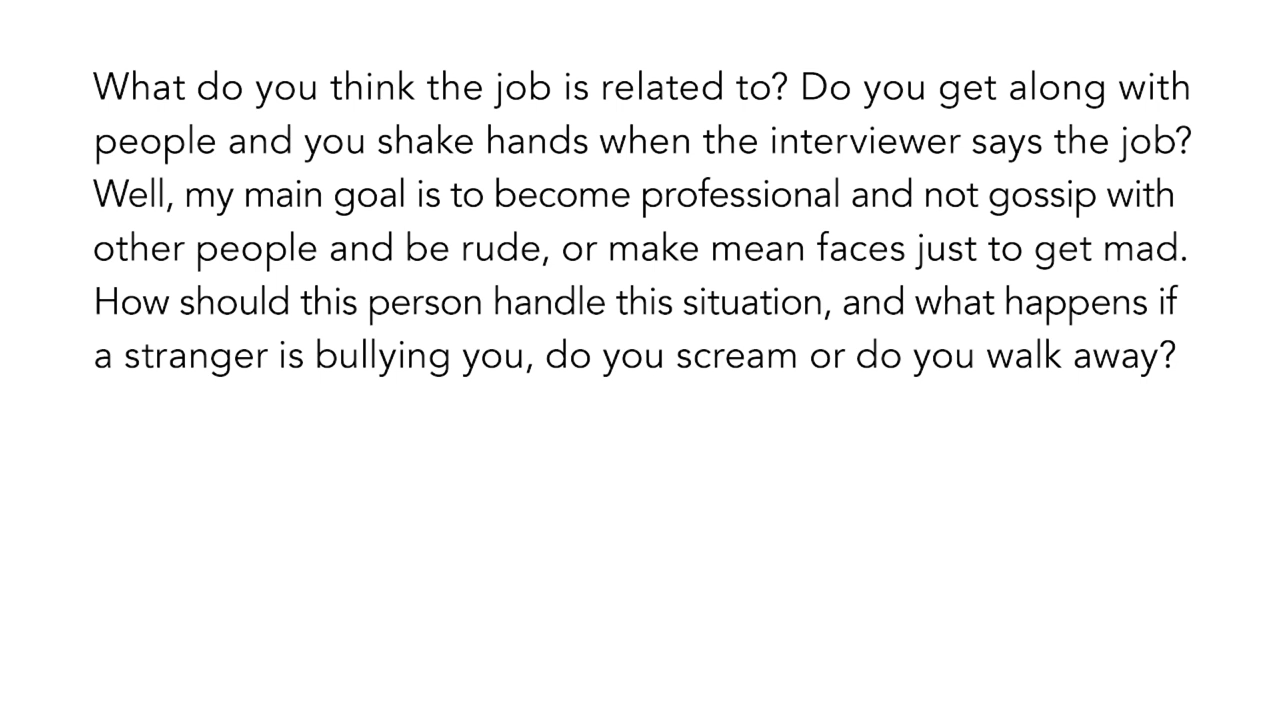 What do you think the job is related to? Do you get along with
people and you shake hands when the interviewer says the job?
Well, my main goal is to become professional and not gossip with
other people and be rude, or make mean faces just to get mad.
How should this person handle this situation, and what happens if
a stranger is bullying you, do you scream or do you walk away?